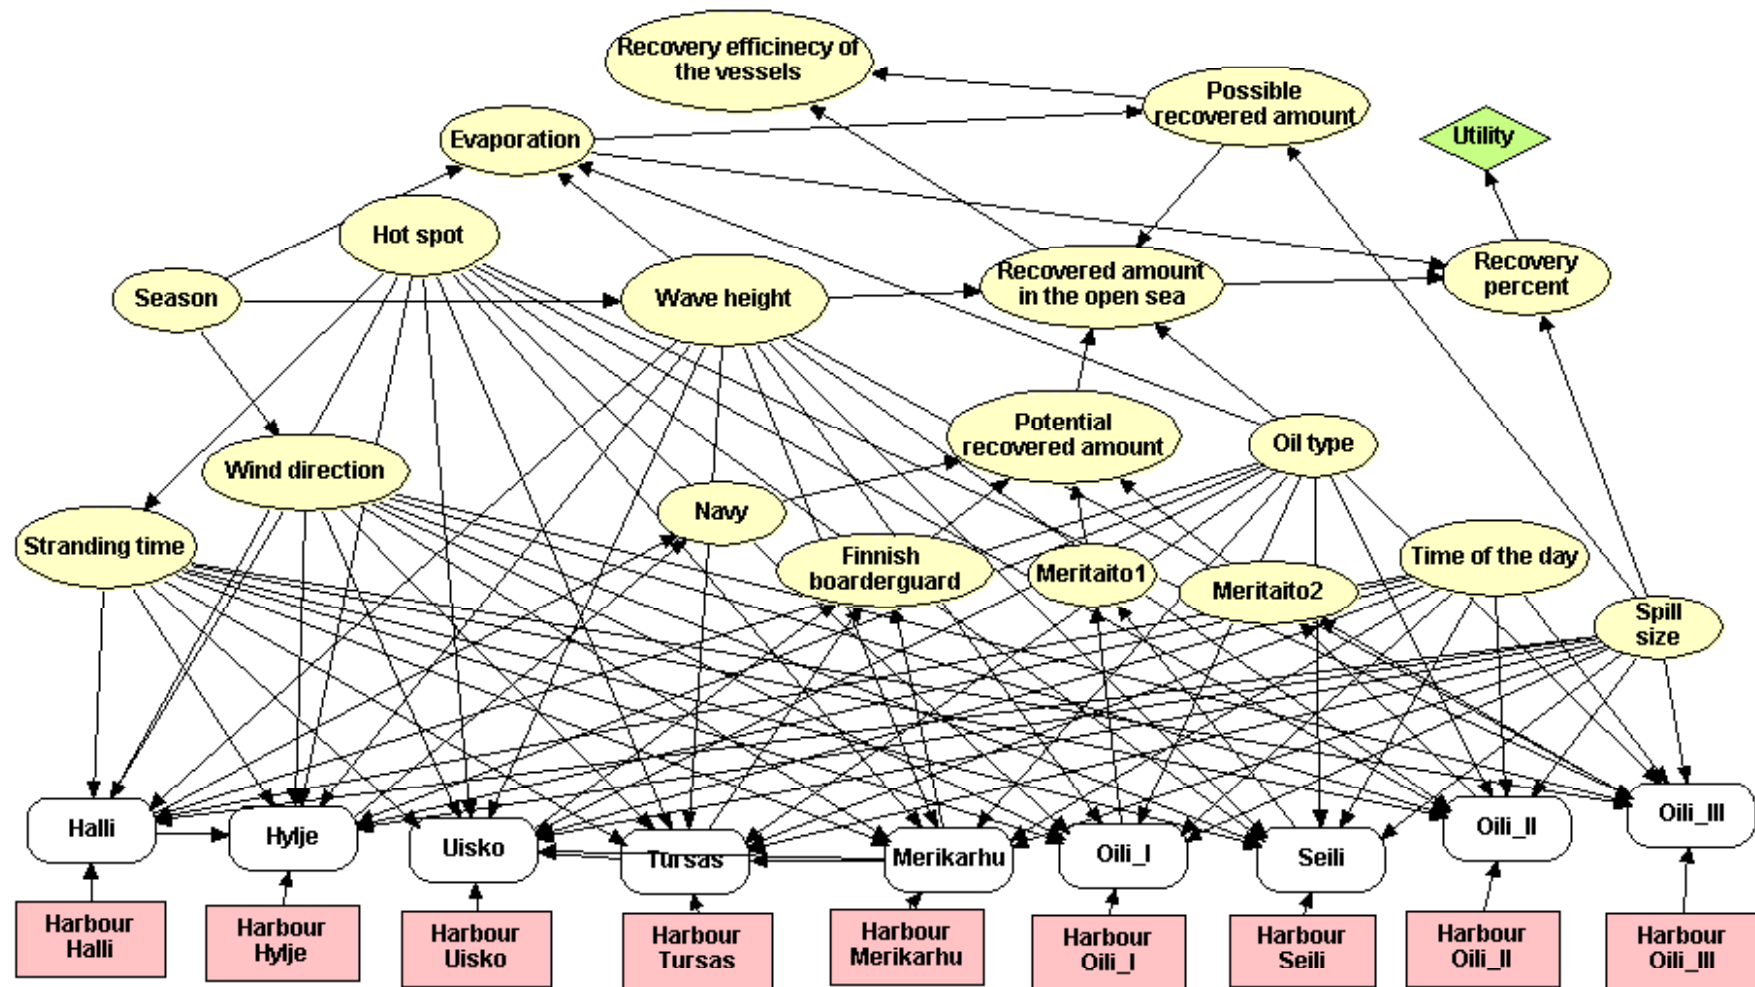 Recovery efficinecy of
the vessels
Possible
recovered amount
Evaporation
Utility
Hot spot
Season
Wave height
Recovered amount
in the open sea
Recovery
percent
Wind direction
Potential
recovered amount
Oil type
Stranding time
Navy
Finnish
boarderguard
Meritaito1
Meritaito2
Time of the day
Spill
size
Halli
Hylje
Uisko
Tursas
Merikarhu
Oili_I
Seili
Oili_II
Oili_III
Harbour
Halli
Harbour
Hylje
Harbour
Uisko
Harbour
Tursas
Harbour
Merikarhu
Harbour
Oili_I
Harbour
Seili
Harbour
Oili_II
Harbour
Oili_III